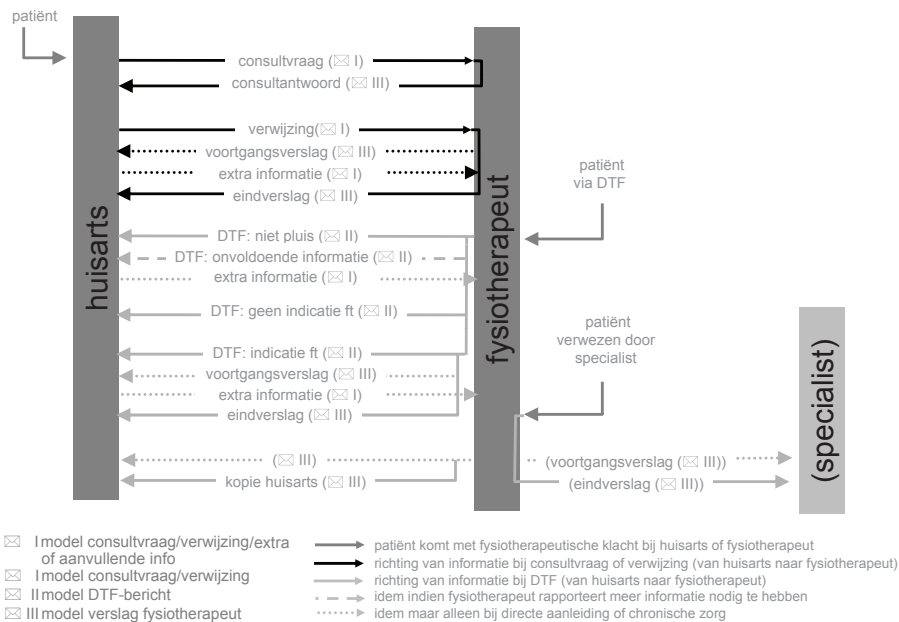 patiënt
huisarts
fysiotherapeut
(specialist)
consultvraag (✉ I)
consultantwoord (✉ III)
verwijzing(✉ I)
voortgangsverslag (✉ III)
extra informatie (✉ I)
eindverslag (✉ III)
patiënt
via DTF
DTF: niet pluis (✉ II)
DTF: onvoldoende informatie (✉ II)
extra informatie (✉ I)
DTF: geen indicatie ft (✉ II)
patiënt
verwezen door
specialist
DTF: indicatie ft (✉ II)
voortgangsverslag (✉ III)
extra informatie (✉ I)
eindverslag (✉ III)
(✉ III)
kopie huisarts (✉ III)
(voortgangsverslag (✉ III))
(eindverslag (✉ III))
✉ I model consultvraag/verwijzing/extra
of aanvullende info
✉ I model consultvraag/verwijzing
✉ II model DTF-bericht
✉ III model verslag fysiotherapeut
patiënt komt met fysiotherapeutische klacht bij huisarts of fysiotherapeut
richting van informatie bij consultvraag of verwijzing (van huisarts naar fysiotherapeut)
richting van informatie bij DTF (van huisarts naar fysiotherapeut)
idem indien fysiotherapeut rapporteert meer informatie nodig te hebben
idem maar alleen bij directe aanleiding of chronische zorg